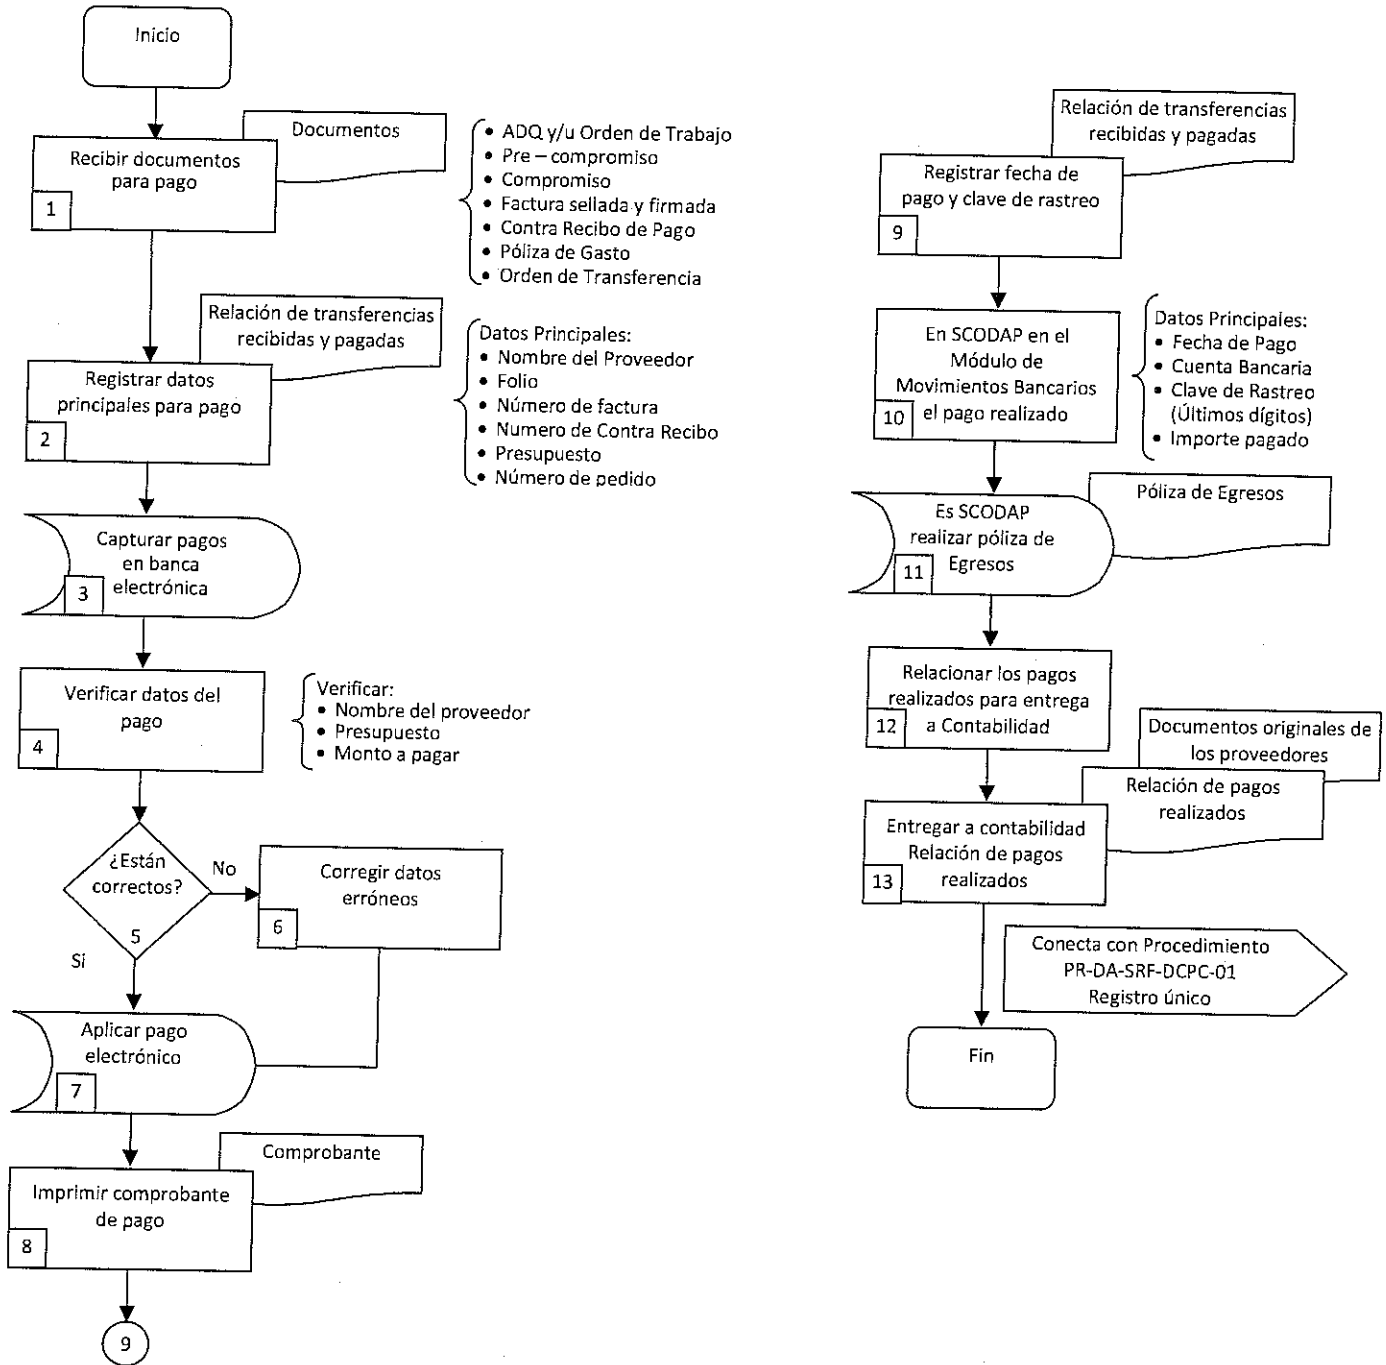 Inicio
Documentos
Recibir documentos
para pago
1
• ADQ y/u Orden de Trabajo
• Pre – compromiso
• Compromiso
• Factura sellada y firmada
• Contra Recibo de Pago
• Póliza de Gasto
• Orden de Transferencia
Relación de transferencias
recibidas y pagadas
Registrar datos
principales para pago
2
Datos Principales:
• Nombre del Proveedor
• Folio
• Número de factura
• Numero de Contra Recibo
• Presupuesto
• Número de pedido
Capturar pagos
en banca
electrónica
3
Verificar datos del
pago
4
Verificar:
• Nombre del proveedor
• Presupuesto
• Monto a pagar
¿Están
correctos?
5
No
Si
Corregir datos
erróneos
6
Aplicar pago
electrónico
7
Comprobante
Imprimir comprobante
de pago
8
9
Relación de transferencias
recibidas y pagadas
Registrar fecha de
pago y clave de rastreo
9
En SCODAP en el
Módulo de
Movimientos Bancarios
el pago realizado
10
Datos Principales:
• Fecha de Pago
• Cuenta Bancaria
• Clave de Rastreo
(Últimos dígitos)
• Importe pagado
Póliza de Egresos
Es SCODAP
realizar póliza de
Egresos
11
Relacionar los pagos
realizados para entrega
a Contabilidad
12
Documentos originales de
los proveedores
Relación de pagos
realizados
Entregar a contabilidad
Relación de pagos
realizados
13
Conecta con Procedimiento
PR-DA-SRF-DCPC-01
Registro único
Fin